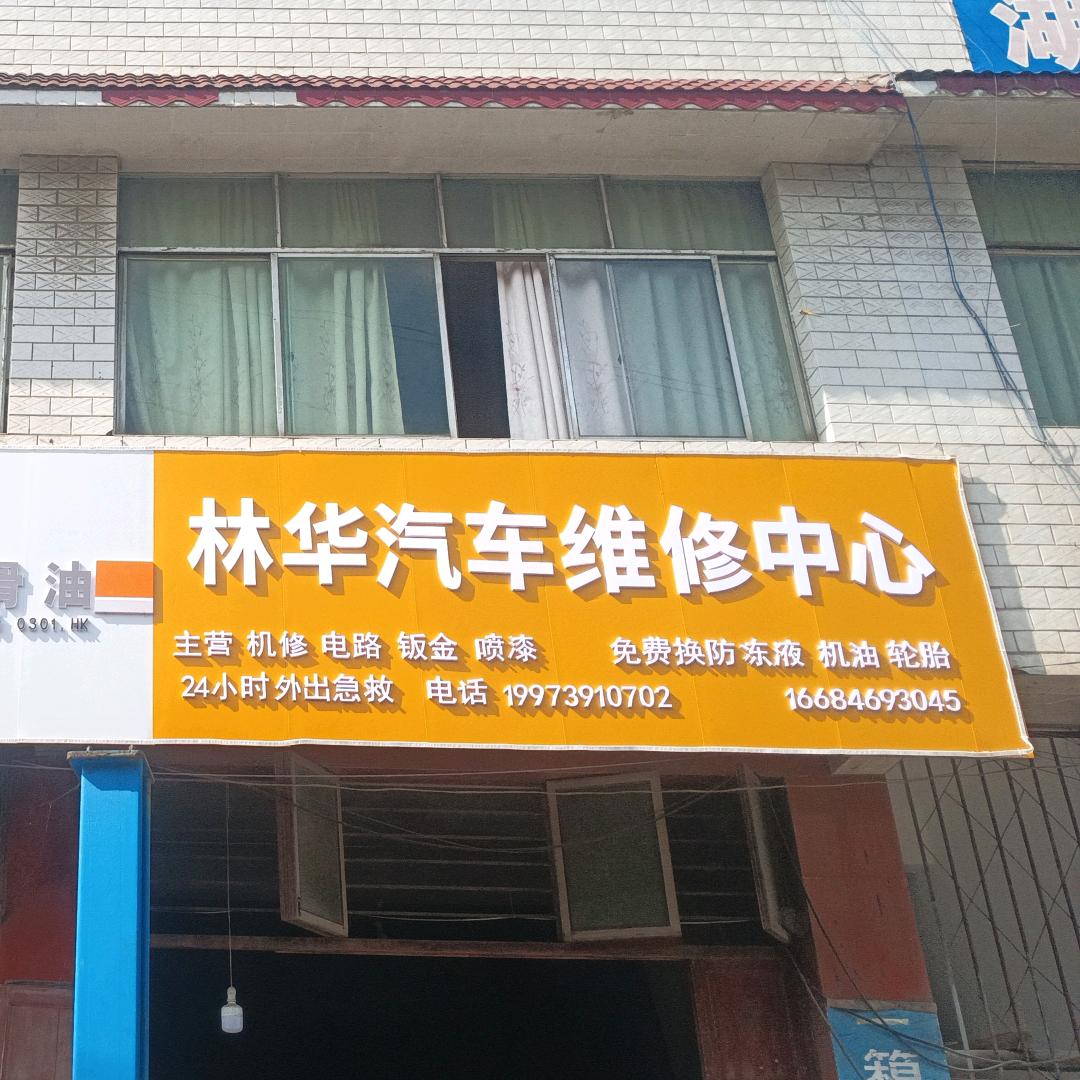 湖
林华汽车维修中心
滑油
0301.HK
主营 机修 电路 钣金 喷漆 免费换防冻液 机油 轮胎
24小时外出急救 电话 19973910702 16684693045
箱